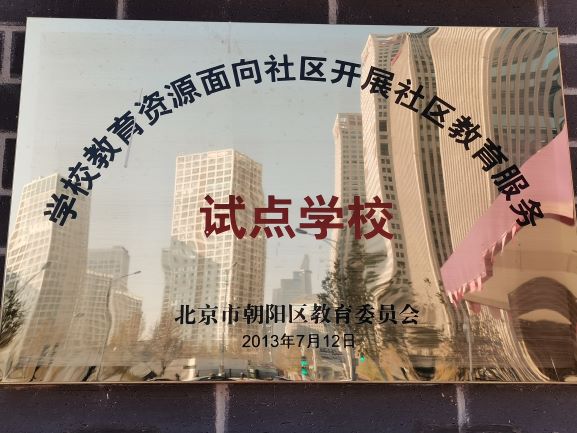 学校教育资源面向社区开展社区教育服务
试点学校
北京市朝阳区教育委员会
2013年7月12日